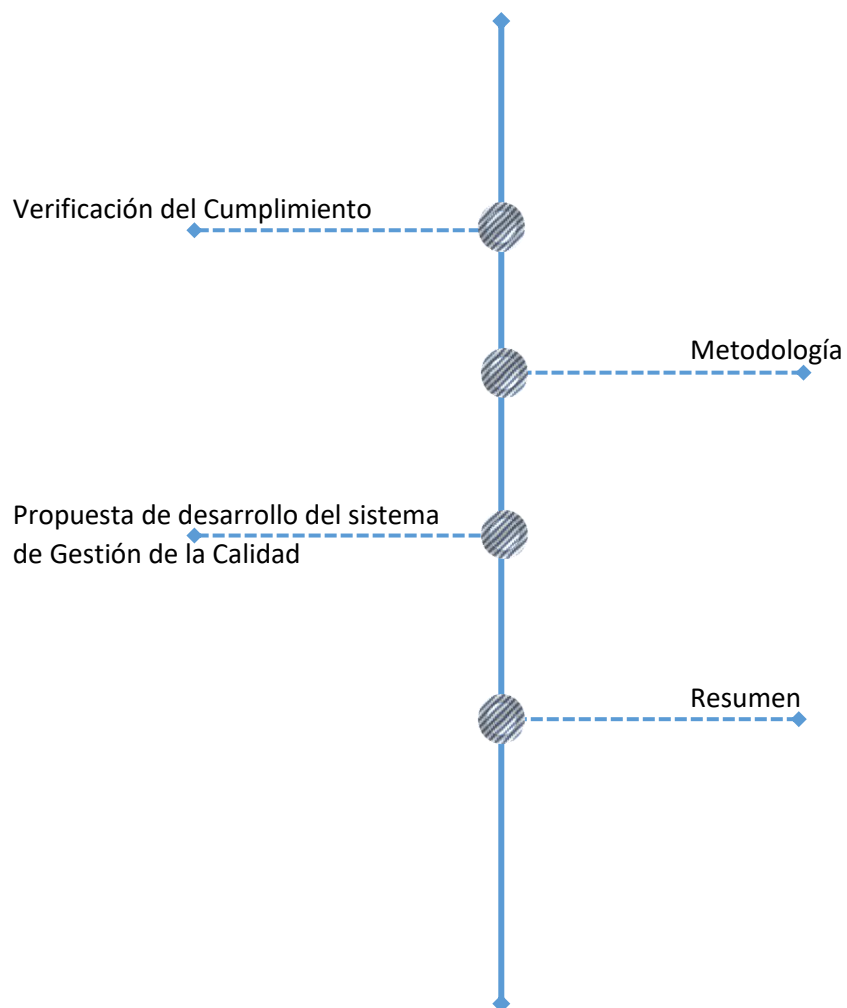 Verificación del Cumplimiento
Metodología
Propuesta de desarrollo del sistema
de Gestión de la Calidad
Resumen